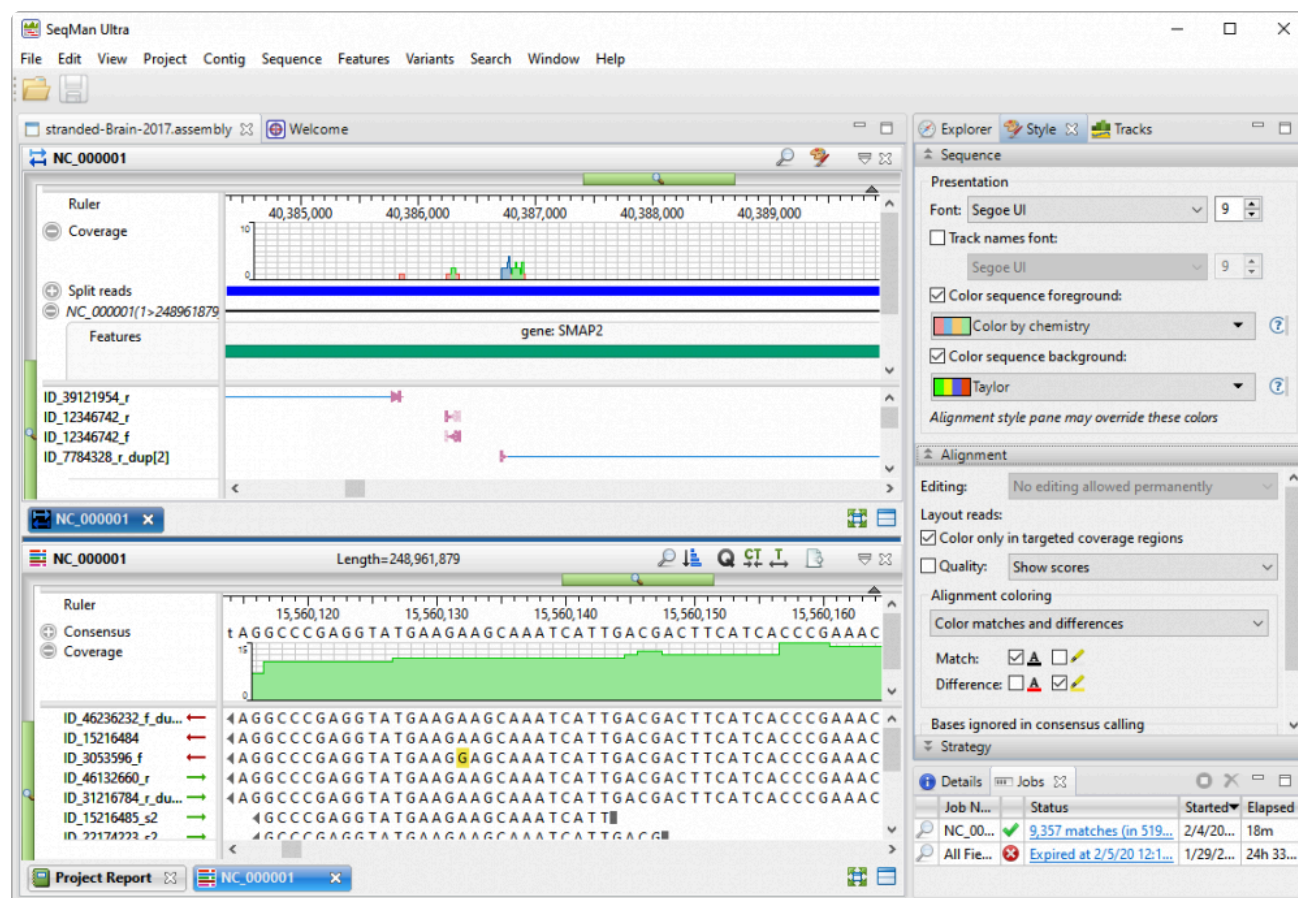 SeqMan Ultra
File Edit View Project Contig Sequence Features Variants Search Window Help
stranded-Brain-2017.assembly Welcome
NC_000001
Ruler
40,385,000 40,386,000 40,387,000 40,388,000 40,389,000
Coverage
10
0
Split reads
NC_000001(1>248961879
Features
gene: SMAP2
ID_39121954_r
ID_12346742_r
ID_12346742_f
ID_7784328_r_dup[2]
NC_000001
NC_000001 Length=248,961,879 Q CT T
Ruler
15,560,120 15,560,130 15,560,140 15,560,150 15,560,160
Consensus tAGGCCCGAGGTATGAAGAAGCAAATCATTGACGACTTCATCACCCGAAAC
Coverage
15
0
ID_46236232_f_du... AGGCCCGAGGTATGAAGAAGCAAATCATTGACGACTTCATCACCCGAAAC
ID_15216484 AGGCCCGAGGTATGAAGAAGCAAATCATTGACGACTTCATCACCCGAAAC
ID_3053596_f AGGCCCGAGGTATGAAGGAGCAAATCATTGACGACTTCATCACCCGAAAC
ID_46132660_r AGGCCCGAGGTATGAAGAAGCAAATCATTGACGACTTCATCACCCGAAAC
ID_31216784_r_du... AGGCCCGAGGTATGAAGAAGCAAATCATTGACGACTTCATCACCCGAAAC
ID_15216485_s2 GCCCGAGGTATGAAGAAGCAAATCATT
ID_22174223_r2 GCCCGAGGTATGAAGAAGCAAATCATTGACG
Project Report NC_000001
Explorer Style Tracks
Sequence
Presentation
Font: Segoe UI 9
Track names font:
Segoe UI 9
Color sequence foreground:
Color by chemistry
Color sequence background:
Taylor
Alignment style pane may override these colors
Alignment
Editing: No editing allowed permanently
Layout reads:
Color only in targeted coverage regions
Quality: Show scores
Alignment coloring
Color matches and differences
Match: A
Difference: A
Bases ignored in consensus calling
Strategy
Details Jobs
Job N... Status Started Elapsed
NC_00... 9,357 matches (in 519... 2/4/20... 18m
All Fie... Expired at 2/5/20 12:1... 1/29/2... 24h 33...